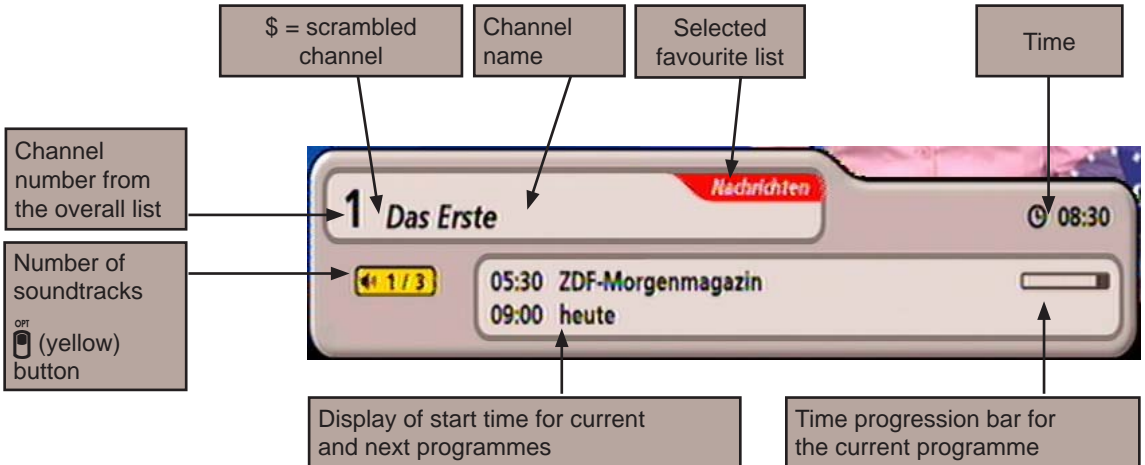 $ = scrambled
channel
Channel
name
Selected
favourite list
Time
Channel
number from
the overall list
Number of
soundtracks
OPT
(yellow)
button
Nachrichten
1 Das Erste
08:30
1 / 3
05:30 ZDF-Morgenmagazin
09:00 heute
Display of start time for current
and next programmes
Time progression bar for
the current programme